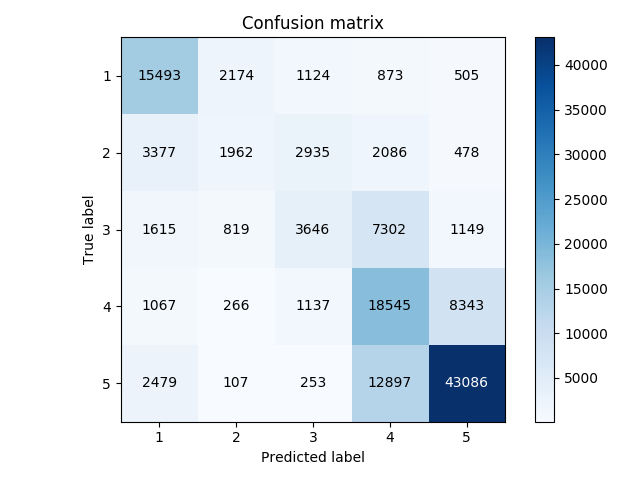 Confusion matrix
1 15493 2174 1124 873 505
2 3377 1962 2935 2086 478
3 1615 819 3646 7302 1149
4 1067 266 1137 18545 8343
5 2479 107 253 12897 43086
1 2 3 4 5
True label
Predicted label
40000
35000
30000
25000
20000
15000
10000
5000